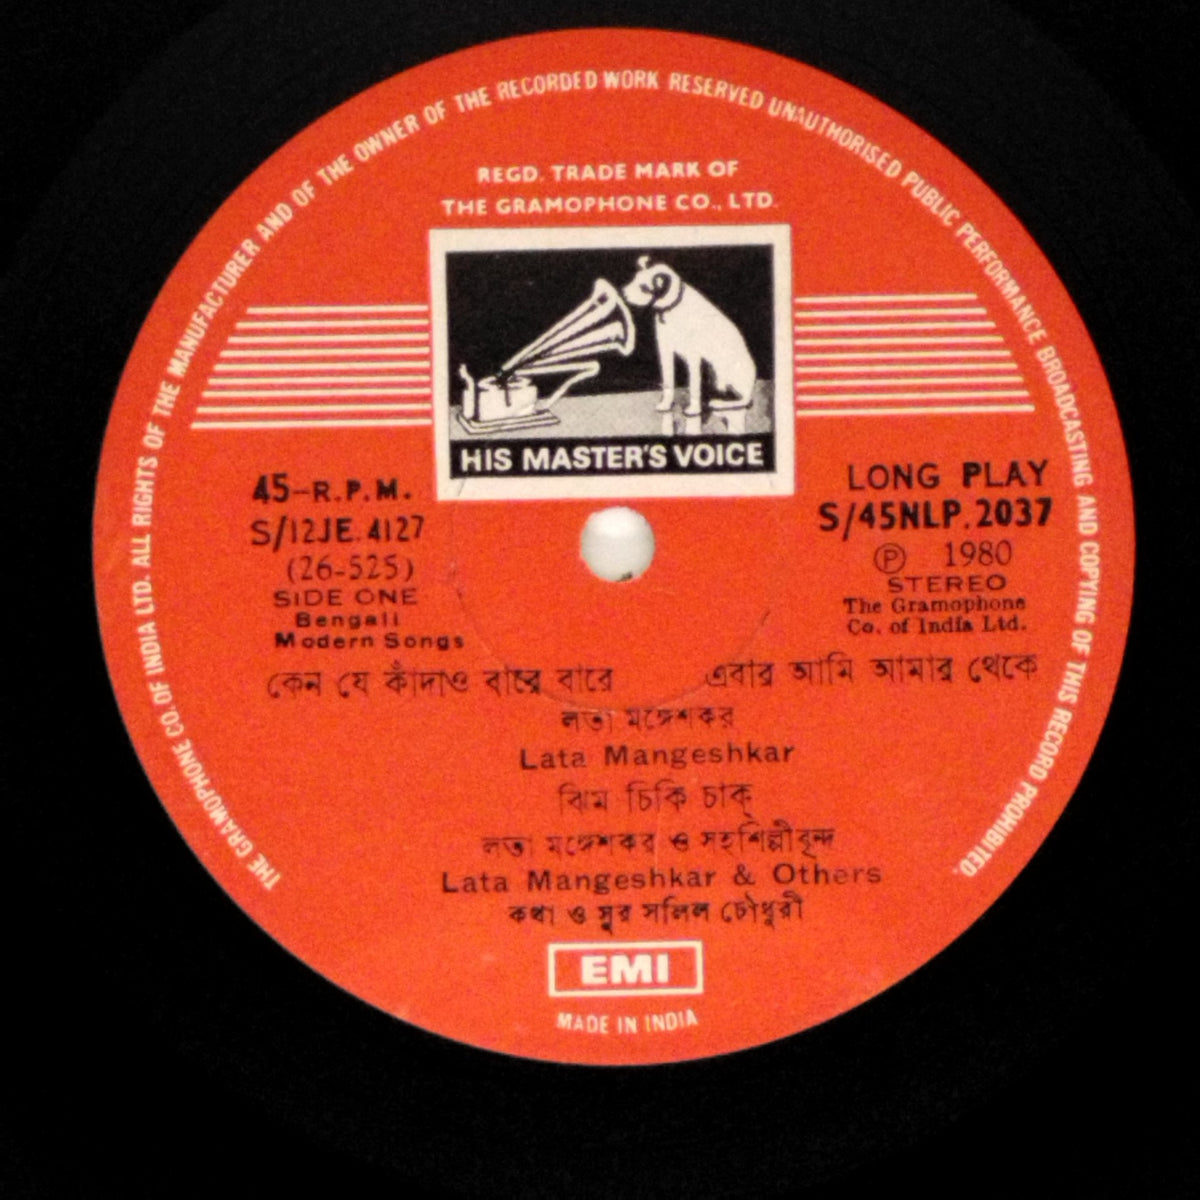 THE GRAMOPHONE CO. OF INDIA LTD. ALL RIGHTS OF THE MANUFACTURER AND OF THE OWNER OF THE RECORDED WORK RESERVED UNAUTHORISED PUBLIC PERFORMANCE BROADCASTING AND COPYING OF THIS RECORD PROHIBITED.
REGD. TRADE MARK OF
THE GRAMOPHONE CO., LTD.
HIS MASTER'S VOICE
45-R.P.M.
S/12JE.4127
(26-525)
SIDE ONE
Bengali
Modern Songs
LONG PLAY
S/45NLP.2037
Ⓟ 1980
STEREO
The Gramophone
Co. of India Ltd.
কেন যে কাঁদাও বারে বারে এবার আমি আমার থেকে
লতা মঙ্গেশকর
Lata Mangeshkar
ঝিম চিকি চাক্
লতা মঙ্গেশকর ও সহশিল্পীবৃন্দ
Lata Mangeshkar & Others
কথা ও সুর সলিল চৌধুরী
EMI
MADE IN INDIA